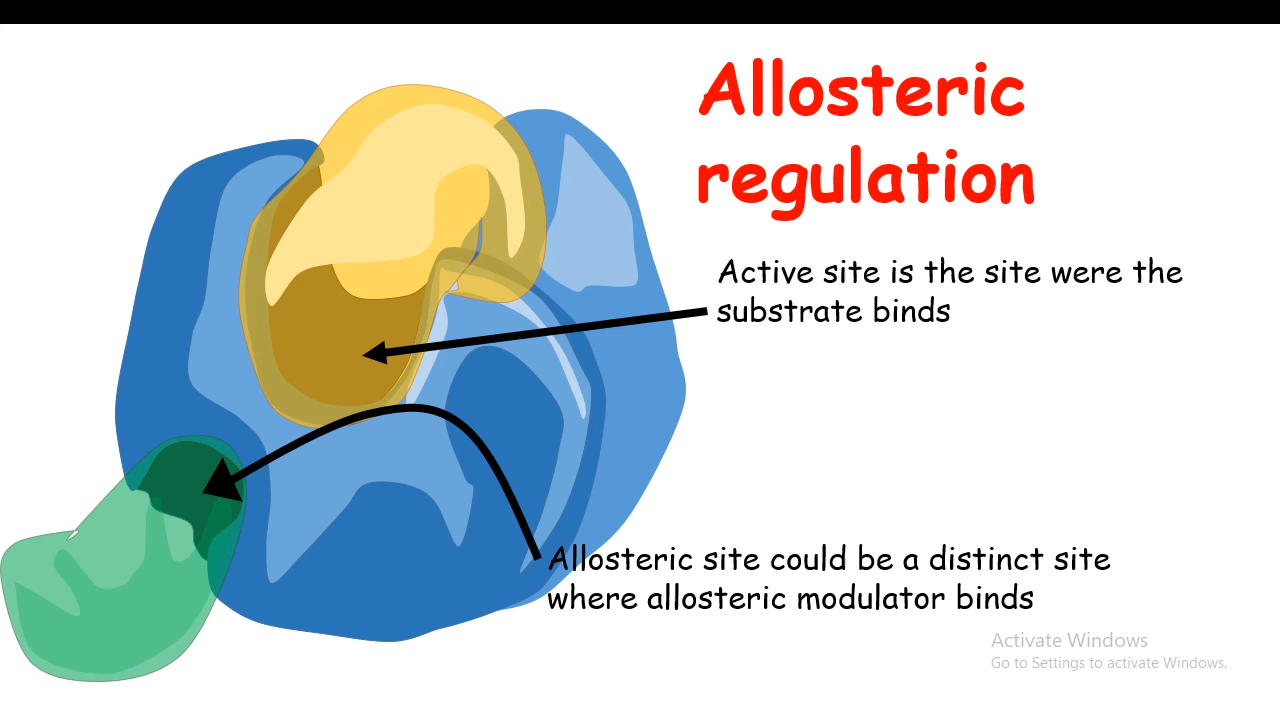 Allosteric
regulation
Active site is the site were the
substrate binds
Allosteric site could be a distinct site
where allosteric modulator binds
Activate Windows
Go to Settings to activate Windows.